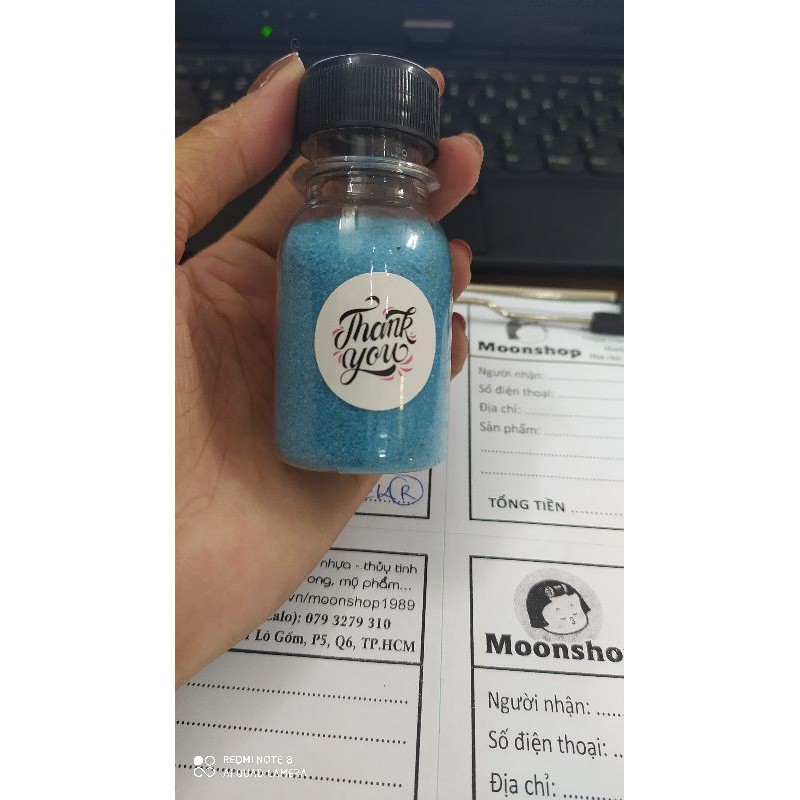 Thank
you
Moonshop
Người nhận:
Số điện thoại:
Địa chỉ:
Sản phẩm:
TỔNG TIỀN
nhựa - thủy tinh
ong, mỹ phẩm...
vn/moonshop1989
alo): 079 3279 310
Lò Gốm, P5, Q6, TP.HCM
Moonsho
Người nhận:
Số điện thoại:
Địa chỉ:
REDMI NOTE 8
AI QUAD CAMERA